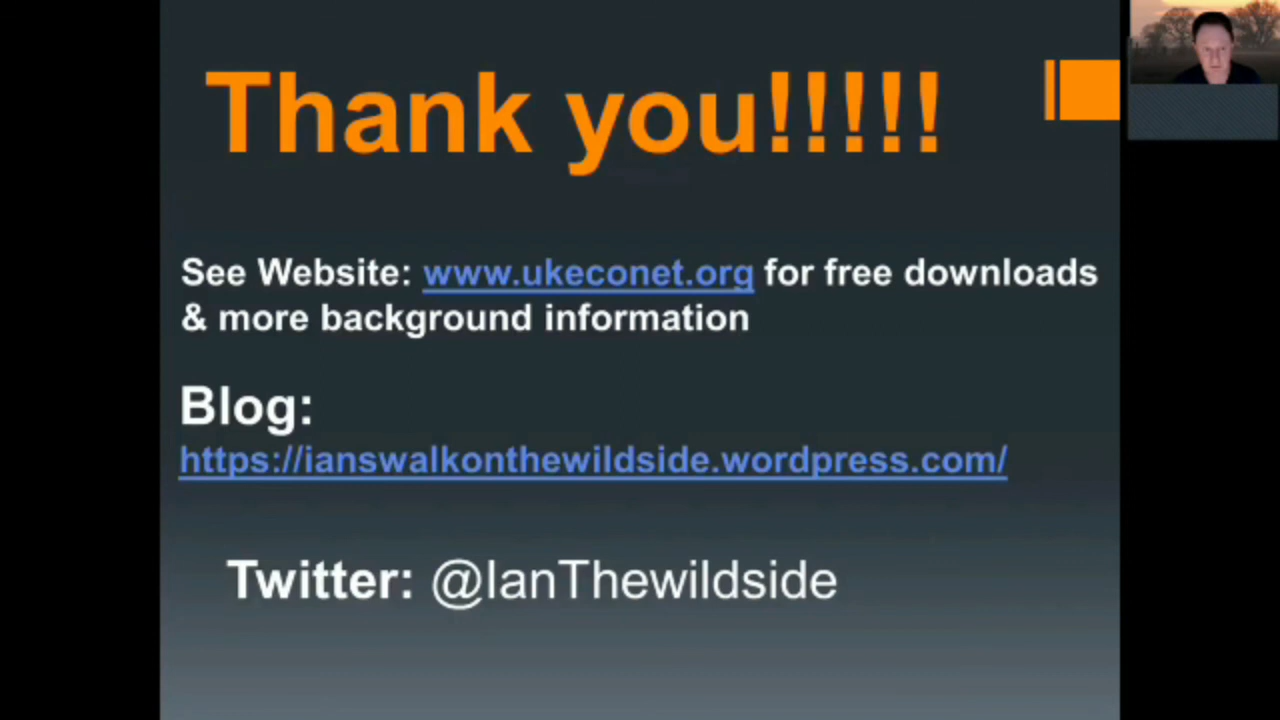 Thank you!!!!!
See Website: www.ukeconet.org for free downloads
& more background information
Blog:
https://ianswalkonthewildside.wordpress.com/
Twitter: @IanThewildside